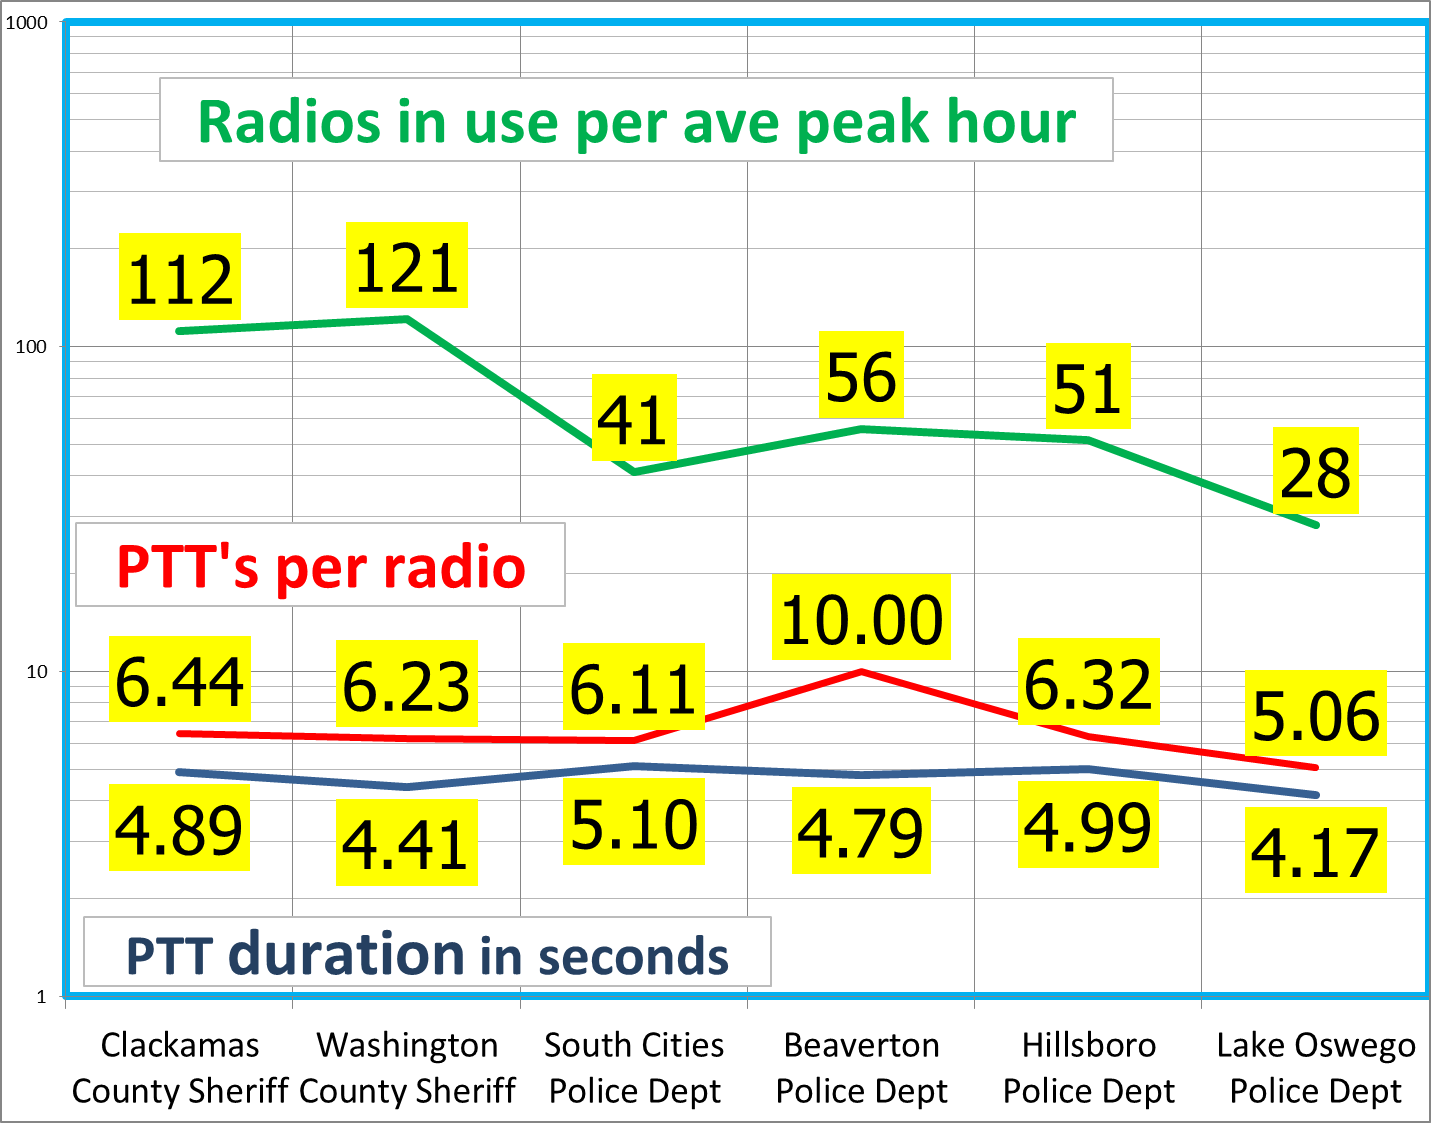 1000
Radios in use per ave peak hour
112
121
100
56
51
41
28
PTT's per radio
10.00
10
6.44
6.23
6.11
6.32
5.06
4.89
4.41
5.10
4.79
4.99
4.17
PTT duration in seconds
1
Clackamas
County Sheriff
Washington
County Sheriff
South Cities
Police Dept
Beaverton
Police Dept
Hillsboro
Police Dept
Lake Oswego
Police Dept